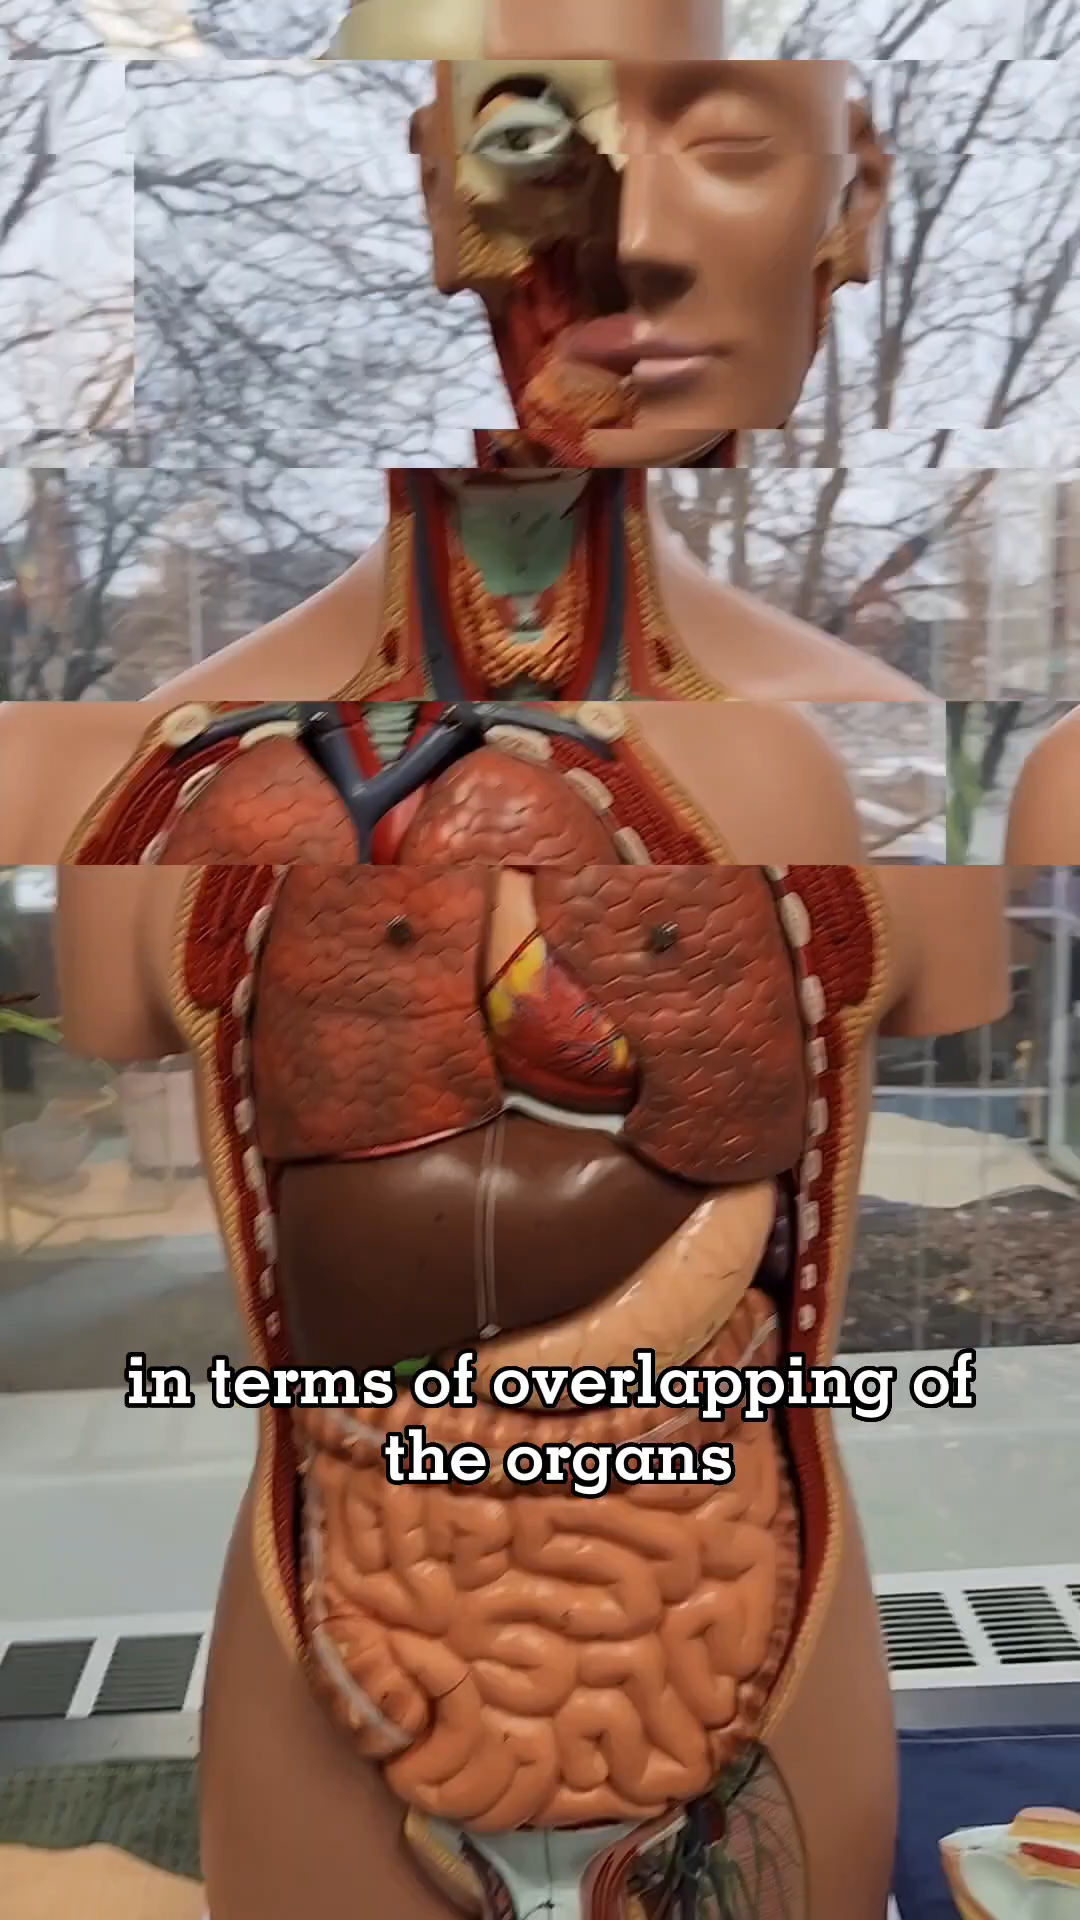 in terms of overlapping of
the organs